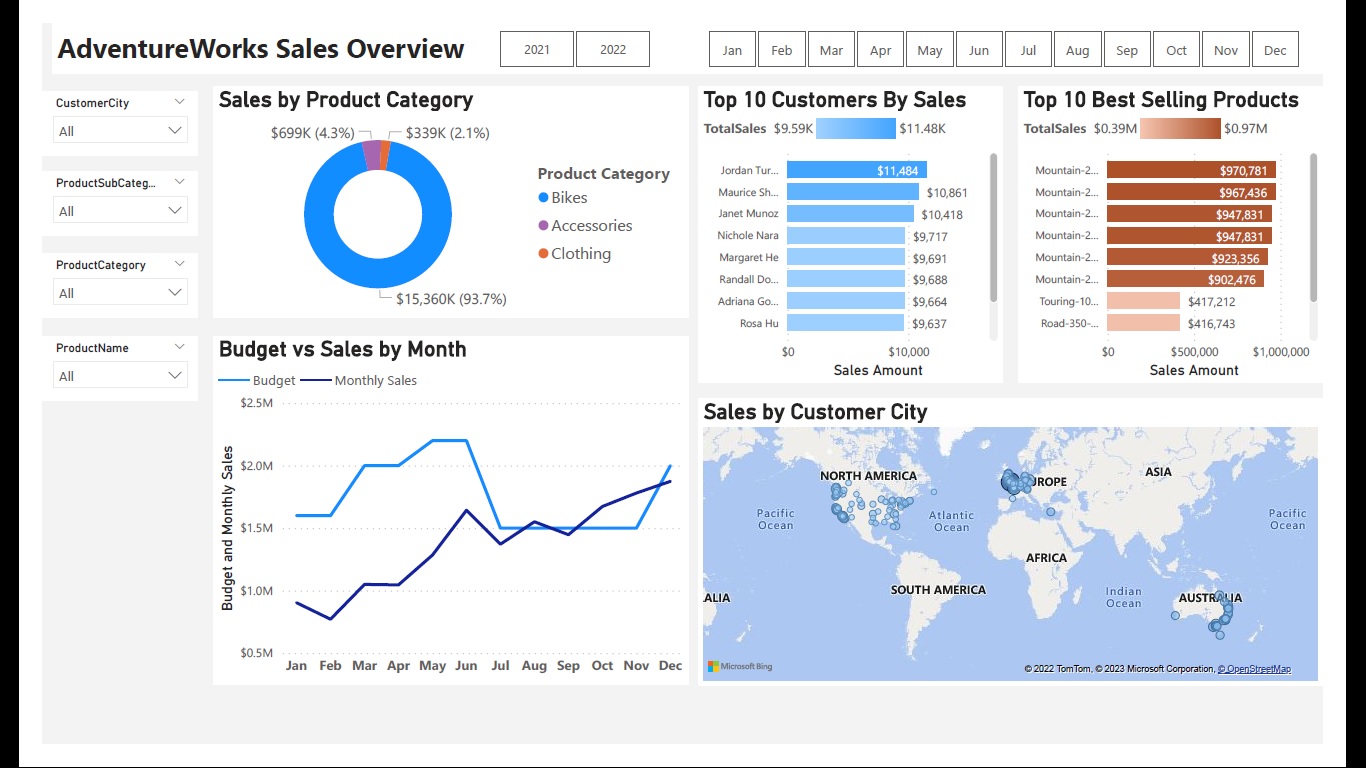 AdventureWorks Sales Overview
2021
2022
Jan
Feb
Mar
Apr
May
Jun
Jul
Aug
Sep
Oct
Nov
Dec
CustomerCity
All
ProductSubCateg...
All
ProductCategory
All
ProductName
All
Sales by Product Category
$699K (4.3%)
$339K (2.1%)
$15,360K (93.7%)
Product Category
Bikes
Accessories
Clothing
Budget vs Sales by Month
Budget
Monthly Sales
Budget and Monthly Sales
$2.5M
$2.0M
$1.5M
$1.0M
$0.5M
Jan Feb Mar Apr May Jun Jul Aug Sep Oct Nov Dec
Top 10 Customers By Sales
TotalSales $9.59K $11.48K
Jordan Tur... $11,484
Maurice Sh... $10,861
Janet Munoz $10,418
Nichole Nara $9,717
Margaret He $9,691
Randall Do... $9,688
Adriana Go... $9,664
Rosa Hu $9,637
$0 $10,000
Sales Amount
Top 10 Best Selling Products
TotalSales $0.39M $0.97M
Mountain-2... $970,781
Mountain-2... $967,436
Mountain-2... $947,831
Mountain-2... $947,831
Mountain-2... $923,356
Mountain-2... $902,476
Touring-10... $417,212
Road-350-... $416,743
$0 $500,000 $1,000,000
Sales Amount
Sales by Customer City
NORTH AMERICA
UROPE
ASIA
Pacific
Ocean
Atlantic
Ocean
Pacific
Ocean
AFRICA
SOUTH AMERICA
Indian
Ocean
ALIA
AUSTRALIA
Microsoft Bing
© 2022 TomTom, © 2023 Microsoft Corporation, © OpenStreetMap